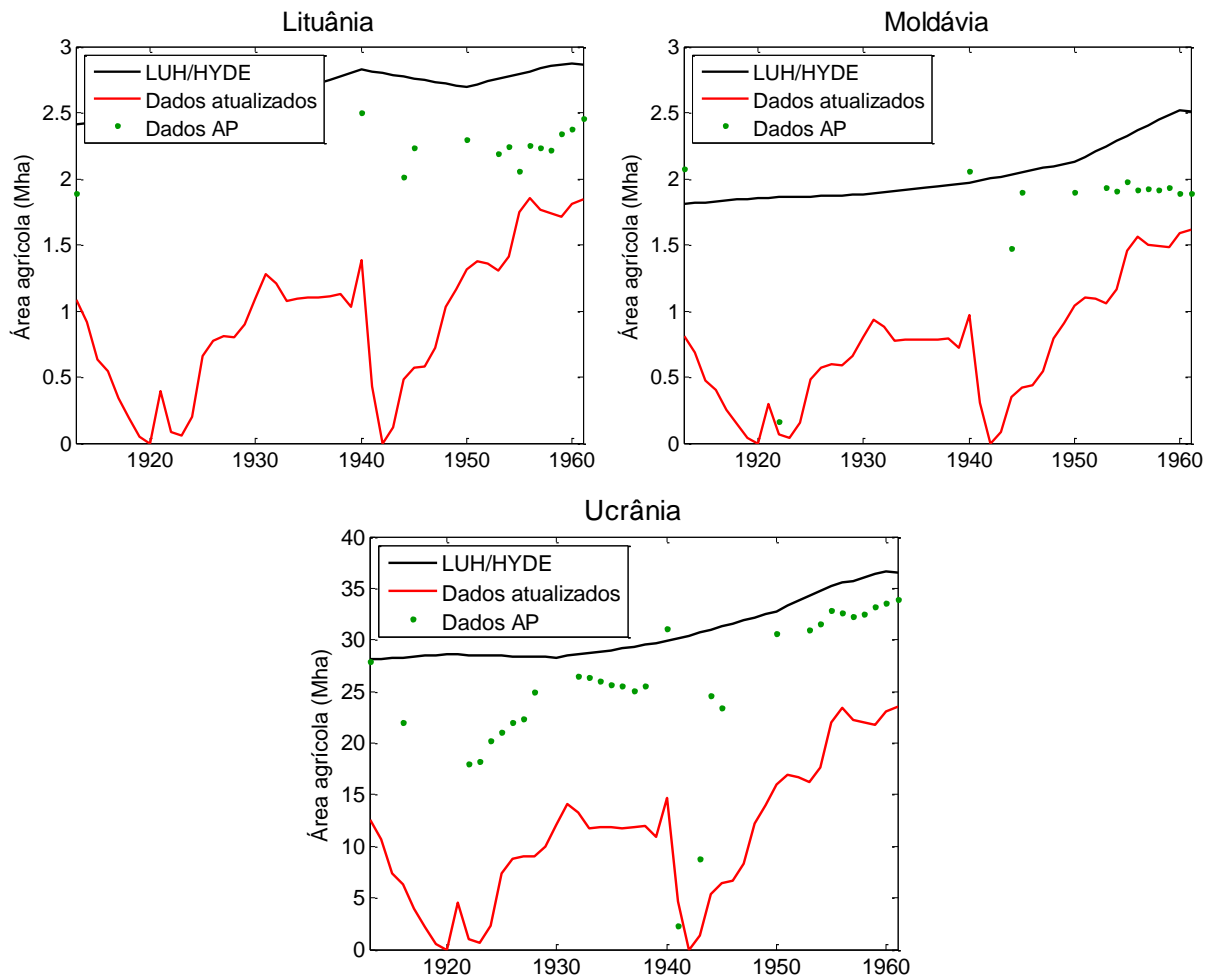 Lituânia
3
2.5
2
1.5
1
0.5
0
Área agrícola (Mha)
LUH/HYDE
Dados atualizados
Dados AP
1920 1930 1940 1950 1960
Moldávia
3
2.5
2
1.5
1
0.5
0
Área agrícola (Mha)
LUH/HYDE
Dados atualizados
Dados AP
1920 1930 1940 1950 1960
Ucrânia
40
35
30
25
20
15
10
5
0
Área agrícola (Mha)
LUH/HYDE
Dados atualizados
Dados AP
1920 1930 1940 1950 1960